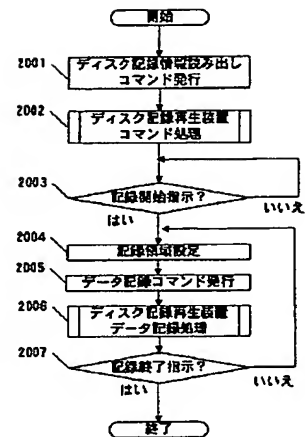 開始
2001
ディスク記録情報読み出し
コマンド発行
2002
ディスク記録再生装置
コマンド処理
2003
記録開始指示?
はい
いいえ
2004
記録領域設定
2005
データ記録コマンド発行
2006
ディスク記録再生装置
データ記録処理
2007
記録終了指示?
はい
いいえ
終了